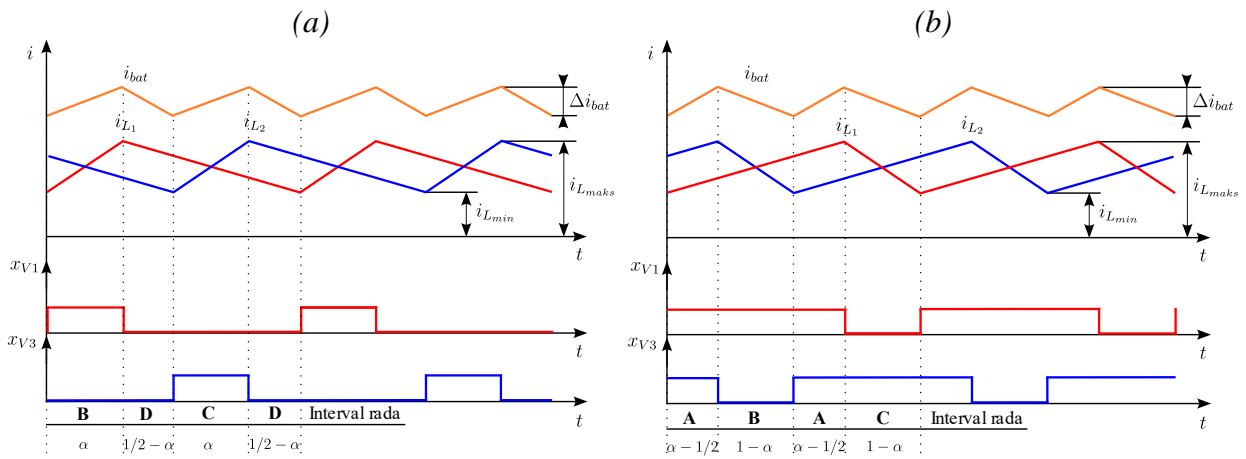 (a)
i
i_bat
Δi_bat
i_L1
i_L2
i_Lmaks
i_Lmin
t
x_V1
t
x_V3
t
B D C D Interval rada
α 1/2 − α α 1/2 − α
(b)
i
i_bat
Δi_bat
i_L1
i_L2
i_Lmaks
i_Lmin
t
x_V1
t
x_V3
t
A B A C Interval rada
α − 1/2 1 − α α − 1/2 1 − α